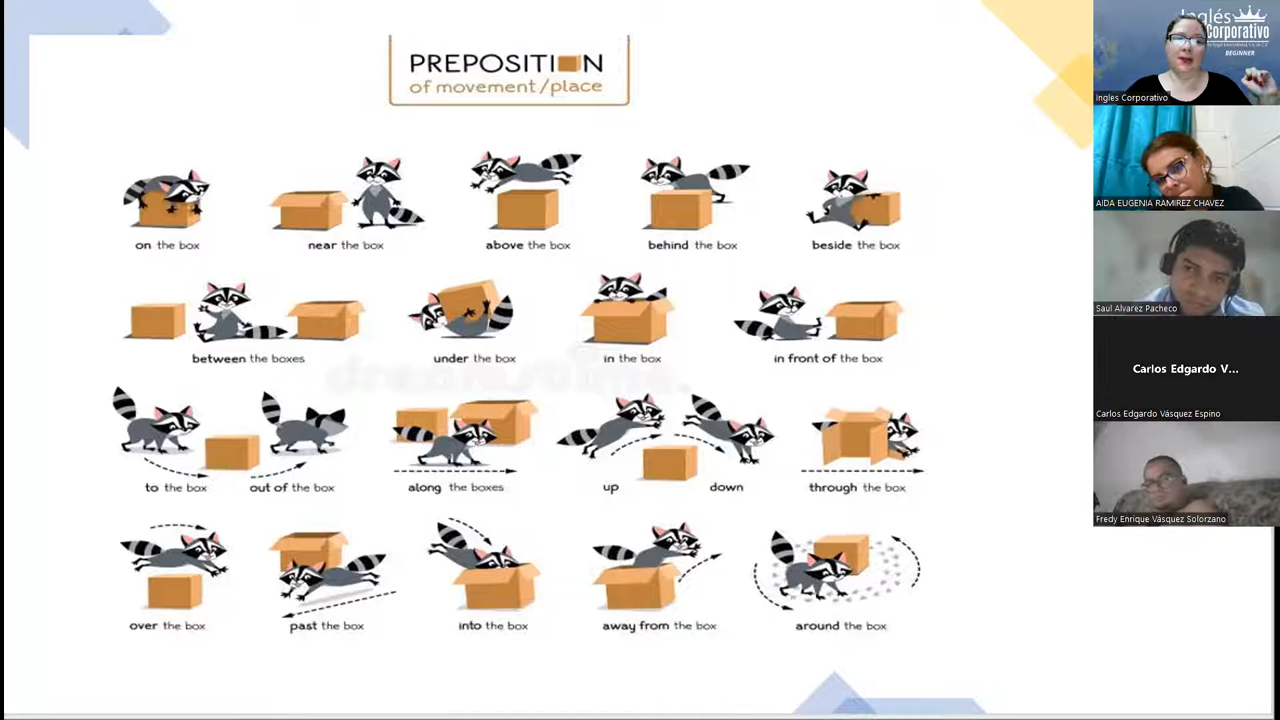 PREPOSITION
of movement/place
on the box
near the box
above the box
behind the box
beside the box
between the boxes
under the box
in the box
in front of the box
to the box
out of the box
along the boxes
up
down
through the box
over the box
past the box
into the box
away from the box
around the box
Inglés
Corporativo
BEGINNER
Ingles Corporativo
AIDA EUGENIA RAMIREZ CHAVEZ
Saul Alvarez Pacheco
Carlos Edgardo V...
Carlos Edgardo Vásquez Espino
Fredy Enrique Vásquez Solorzano